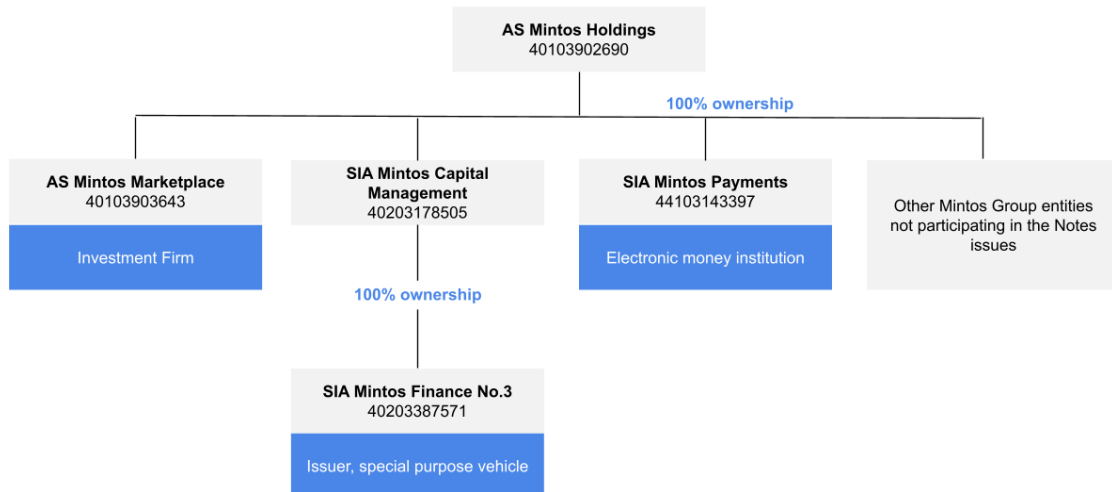 AS Mintos Holdings
40103902690
100% ownership
AS Mintos Marketplace
40103903643
Investment Firm
SIA Mintos Capital
Management
40203178505
SIA Mintos Payments
44103143397
Electronic money institution
Other Mintos Group entities
not participating in the Notes
issues
100% ownership
SIA Mintos Finance No.3
40203387571
Issuer, special purpose vehicle